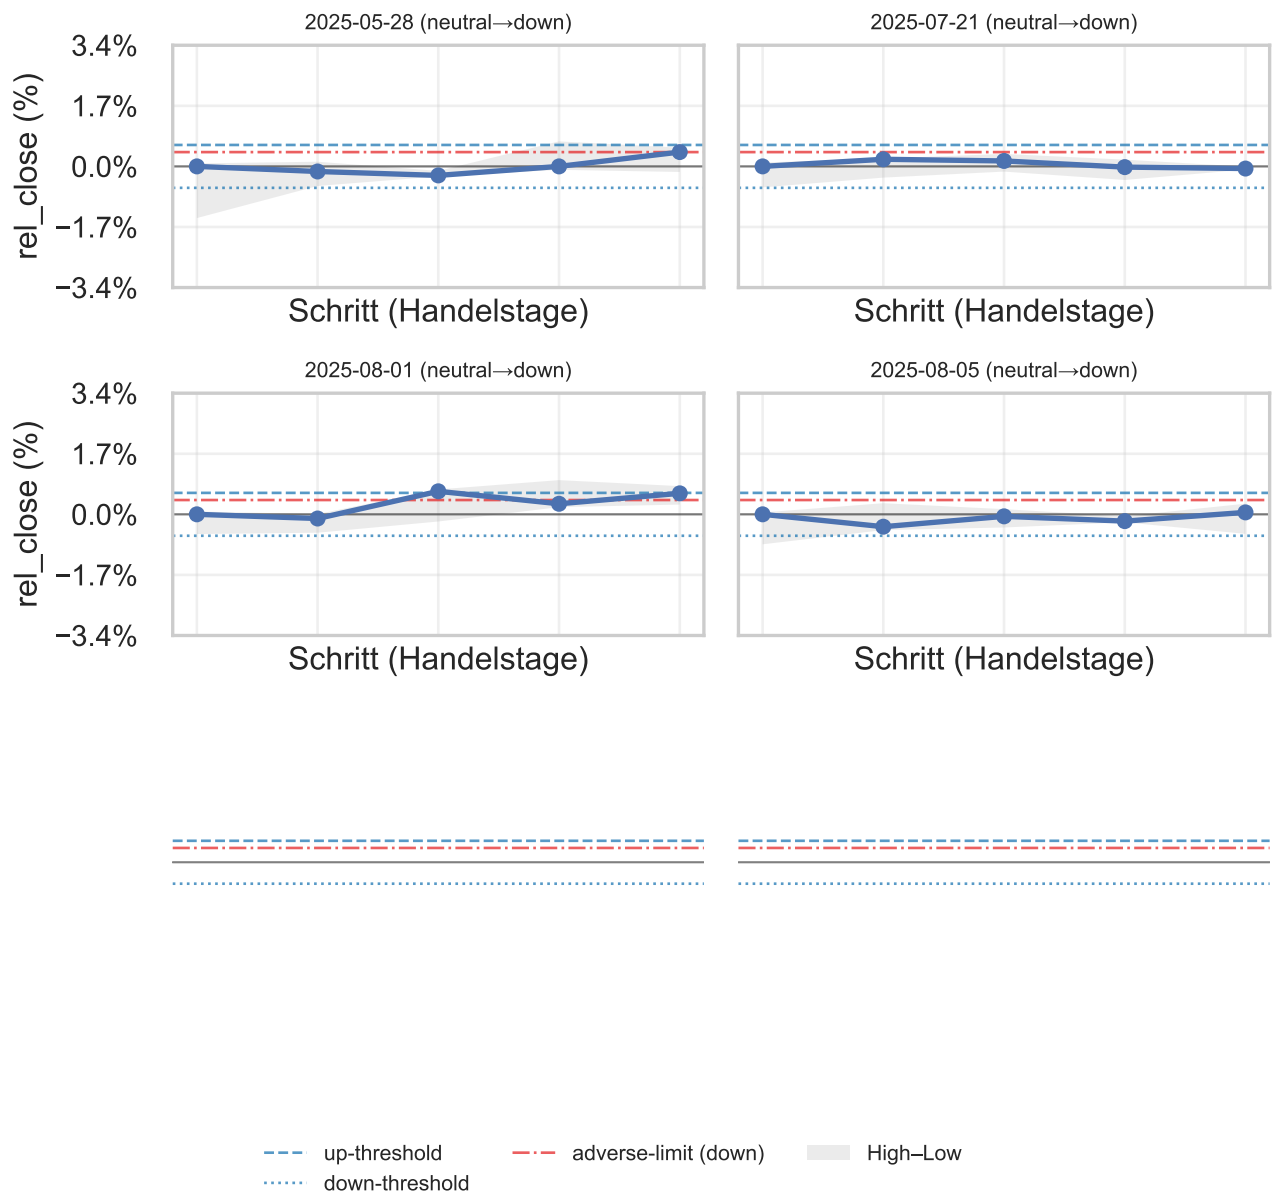 2025-05-28 (neutral→down)
2025-07-21 (neutral→down)
rel_close (%)
3.4%
1.7%
0.0%
−1.7%
−3.4%
Schritt (Handelstage)
Schritt (Handelstage)
2025-08-01 (neutral→down)
2025-08-05 (neutral→down)
rel_close (%)
3.4%
1.7%
0.0%
−1.7%
−3.4%
Schritt (Handelstage)
Schritt (Handelstage)
up-threshold
down-threshold
adverse-limit (down)
High–Low